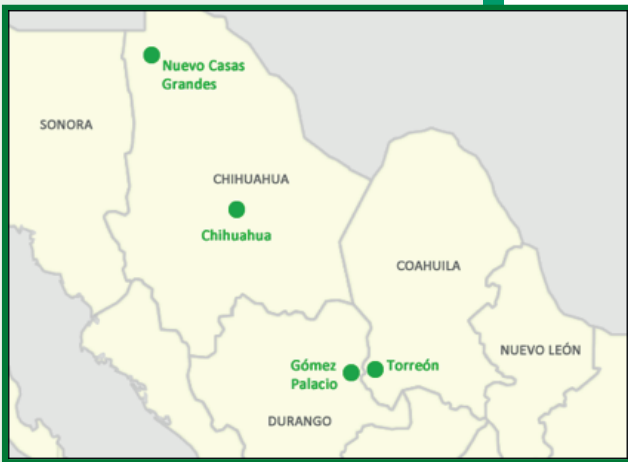 Nuevo Casas
Grandes
SONORA
CHIHUAHUA
Chihuahua
COAHUILA
NUEVO LEÓN
Gómez
Palacio
Torreón
DURANGO